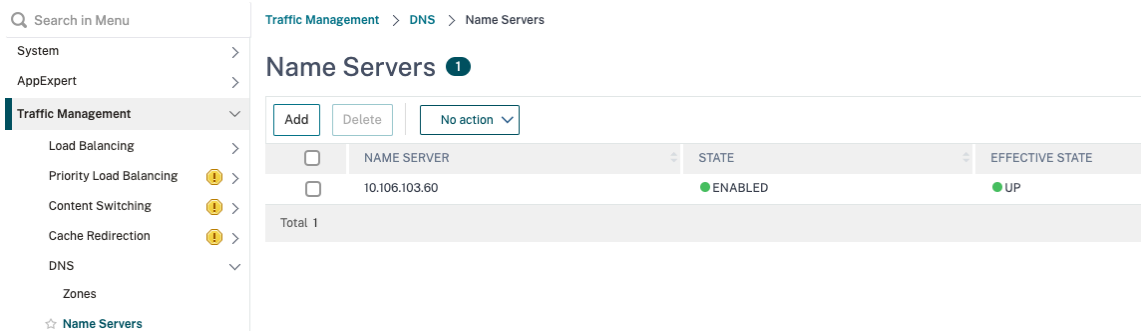 Search in Menu
System
AppExpert
Traffic Management
Load Balancing
Priority Load Balancing
Content Switching
Cache Redirection
DNS
Zones
Name Servers
Traffic Management > DNS > Name Servers
Name Servers 1
Add Delete No action
NAME SERVER STATE EFFECTIVE STATE
10.106.103.60 ENABLED UP
Total 1